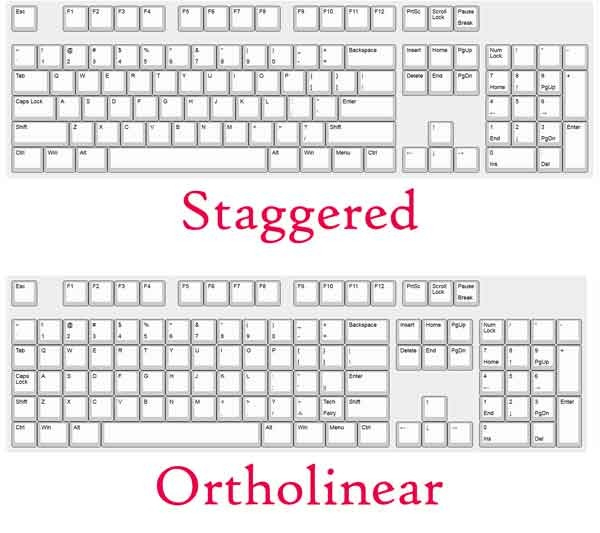 Esc F1 F2 F3 F4 F5 F6 F7 F8 F9 F10 F11 F12 PrtSc Scroll Pause
Lock Break
~ ! @ # $ % ^ & * ( ) _ + Backspace Insert Home PgUp Num / * -
1 2 3 4 5 6 7 8 9 0 - = Lock
Tab Q W E R T Y U I O P { } | Delete End PgDn 7 8 9 +
[ ] \ Home ↑ PgUp
Caps Lock A S D F G H J K L : " Enter 4 5 6
; ' ← →
Shift Z X C V B N M < > ? Shift ↑ 1 2 3 Enter
, . / End ↓ PgDn
Ctrl Win Alt Alt Win Menu Ctrl ← ↓ → 0
Ins Del
Staggered
Esc F1 F2 F3 F4 F5 F6 F7 F8 F9 F10 F11 F12 PrtSc Scroll Pause
Lock Break
~ ! @ # $ % ^ & * ( ) _ + Backspace Insert Home PgUp Num / * -
1 2 3 4 5 6 7 8 9 0 - = Lock
Tab Q W E R T Y U I O P { } | Delete End PgDn 7 8 9 +
[ ] \ Home ↑ PgUp
Caps A S D F G H J K L : " Enter 4 5 6
Lock ; ' ← →
Shift Z X C V B N M < > ? Tech Shift ↑ 1 2 3 Enter
, . / Fairy End ↓ PgDn
Ctrl Win Alt Alt Win Menu Ctrl ← ↓ → 0
Ins Del
Ortholinear